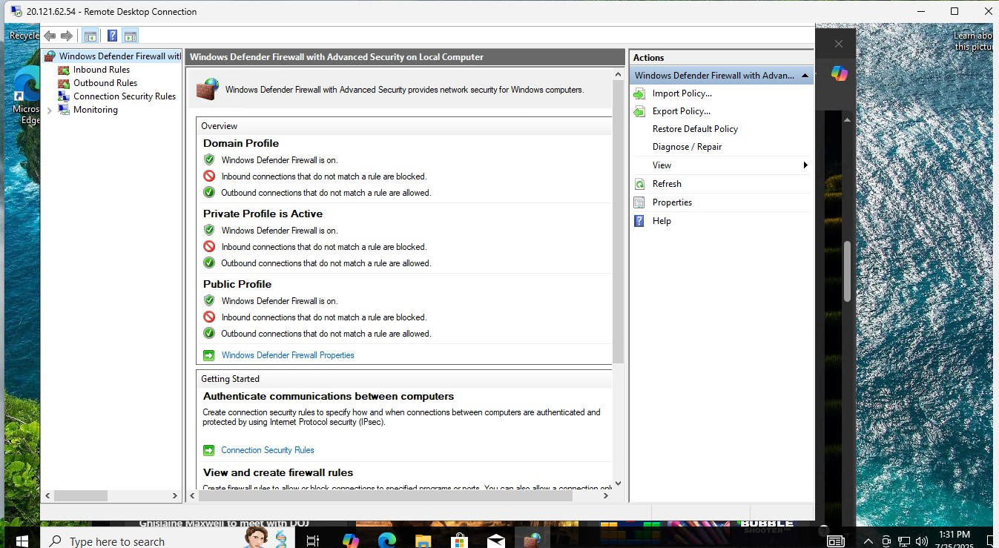 20.121.62.54 - Remote Desktop Connection
Recycle
Learn abo
this pictu
Micros
Edge
Windows Defender Firewall witl
Inbound Rules
Outbound Rules
Connection Security Rules
Monitoring
Windows Defender Firewall with Advanced Security on Local Computer
Windows Defender Firewall with Advanced Security provides network security for Windows computers.
Overview
Domain Profile
Windows Defender Firewall is on.
Inbound connections that do not match a rule are blocked.
Outbound connections that do not match a rule are allowed.
Private Profile is Active
Windows Defender Firewall is on.
Inbound connections that do not match a rule are blocked.
Outbound connections that do not match a rule are allowed.
Public Profile
Windows Defender Firewall is on.
Inbound connections that do not match a rule are blocked.
Outbound connections that do not match a rule are allowed.
Windows Defender Firewall Properties
Getting Started
Authenticate communications between computers
Create connection security rules to specify how and when connections between computers are authenticated and
protected by using Internet Protocol security (IPsec).
Connection Security Rules
View and create firewall rules
Create firewall rules to allow or block connections to specified programs or ports. You can also allow a connection only
Actions
Windows Defender Firewall with Advan...
Import Policy...
Export Policy...
Restore Default Policy
Diagnose / Repair
View
Refresh
Properties
Help
Ghislaine Maxwell to meet with DOJ
BUBBLE
SHOOTER
Type here to search
1:31 PM
7/25/2025